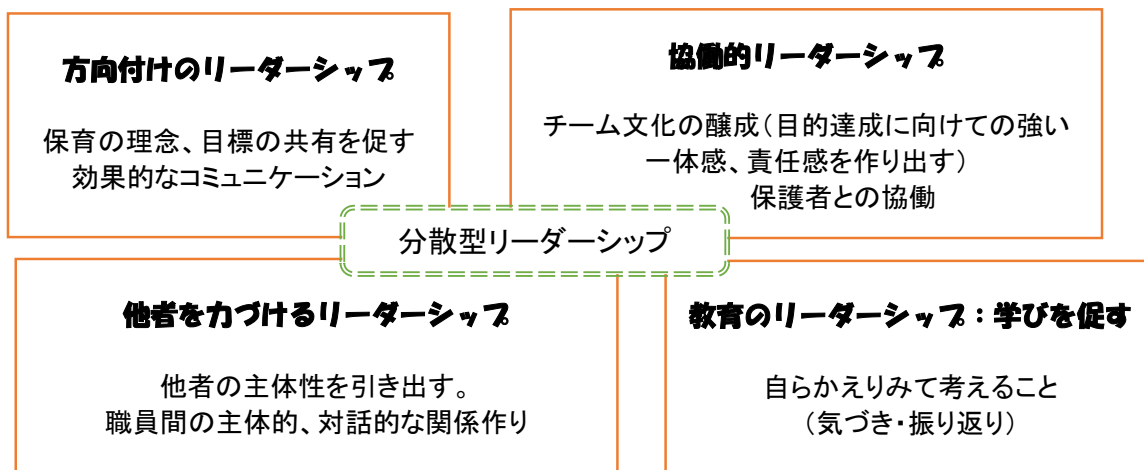 方向付けのリーダーシップ
保育の理念、目標の共有を促す
効果的なコミュニケーション
協働的リーダーシップ
チーム文化の醸成（目的達成に向けての強い
一体感、責任感を作り出す）
保護者との協働
分散型リーダーシップ
他者を力づけるリーダーシップ
他者の主体性を引き出す。
職員間の主体的、対話的な関係作り
教育のリーダーシップ：学びを促す
自らかえりみて考えること
（気づき・振り返り）